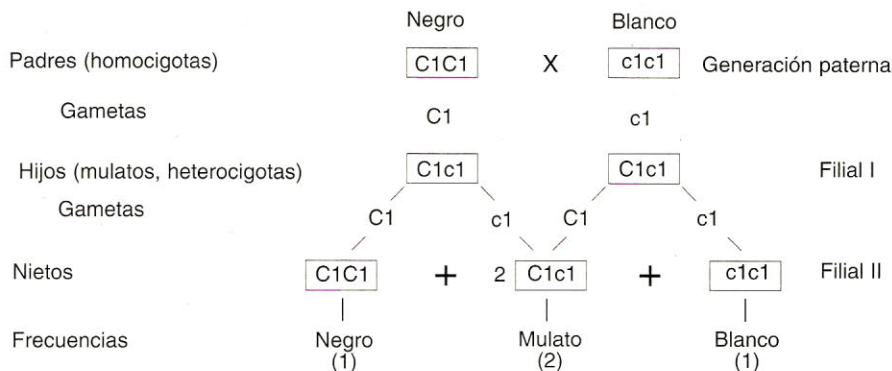 Negro Blanco
Padres (homocigotas) C1C1 X c1c1 Generación paterna
Gametas C1 c1
Hijos (mulatos, heterocigotas) C1c1 C1c1 Filial I
Gametas C1 c1 C1 c1
Nietos C1C1 + 2 C1c1 + c1c1 Filial II
Frecuencias Negro Mulato Blanco
(1) (2) (1)